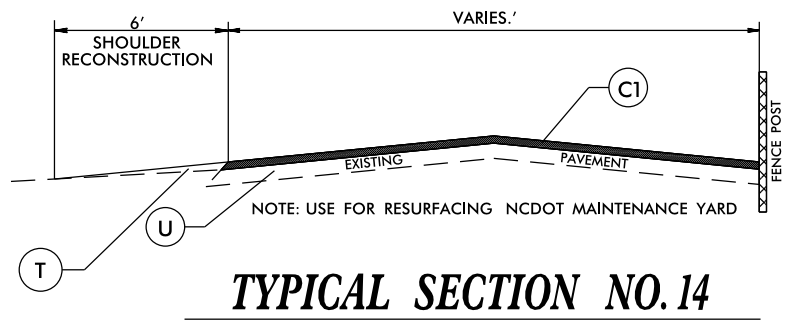 6'
SHOULDER
RECONSTRUCTION
VARIES.'
C1
FENCE POST
EXISTING
PAVEMENT
NOTE: USE FOR RESURFACING NCDOT MAINTENANCE YARD
U
T
TYPICAL SECTION NO. 14